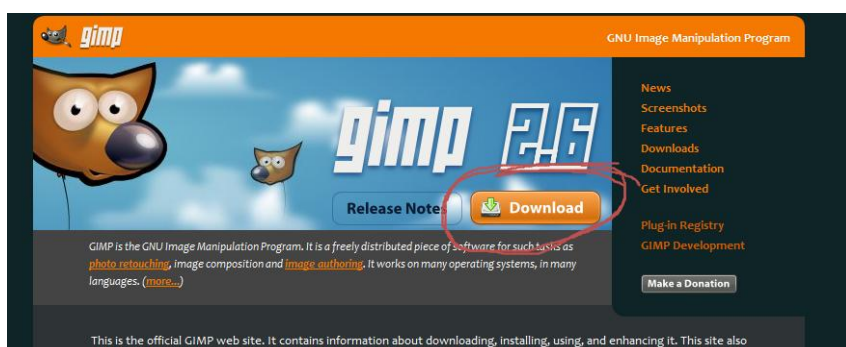 gimp
GNU Image Manipulation Program
gimp 2.6
Release Notes
Download
GIMP is the GNU Image Manipulation Program. It is a freely distributed piece of software for such tasks as
photo retouching, image composition and image authoring. It works on many operating systems, in many
languages. (more...)
News
Screenshots
Features
Downloads
Documentation
Get Involved
Plug-in Registry
GIMP Development
Make a Donation
This is the official GIMP web site. It contains information about downloading, installing, using, and enhancing it. This site also